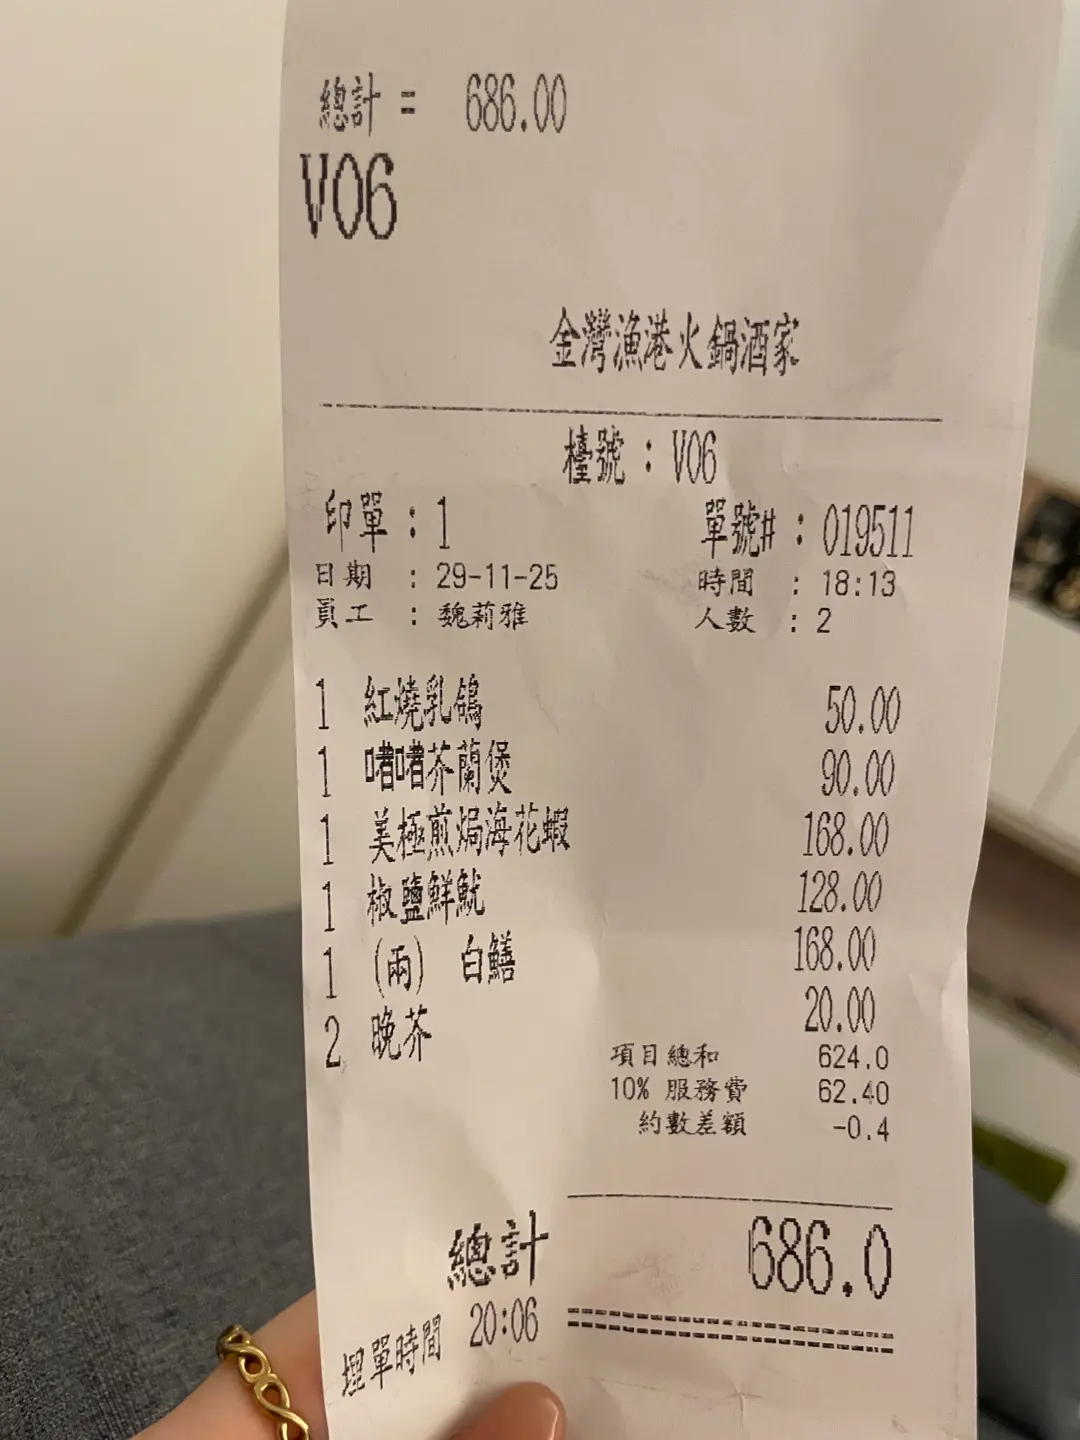 總計 = 686.00
V06
金灣漁港火鍋酒家
檯號 : V06
印單 : 1 單號# : 019511
日期 : 29-11-25 時間 : 18:13
員工 : 魏莉雅 人數 : 2
1 紅燒乳鴿 50.00
1 啫啫芥蘭煲 90.00
1 美極煎焗海花蝦 168.00
1 椒鹽鮮魷 128.00
1 (兩) 白鱔 168.00
2 晚芥 20.00
項目總和 624.0
10% 服務費 62.40
約數差額 -0.4
總計 686.0
埋單時間 20:06